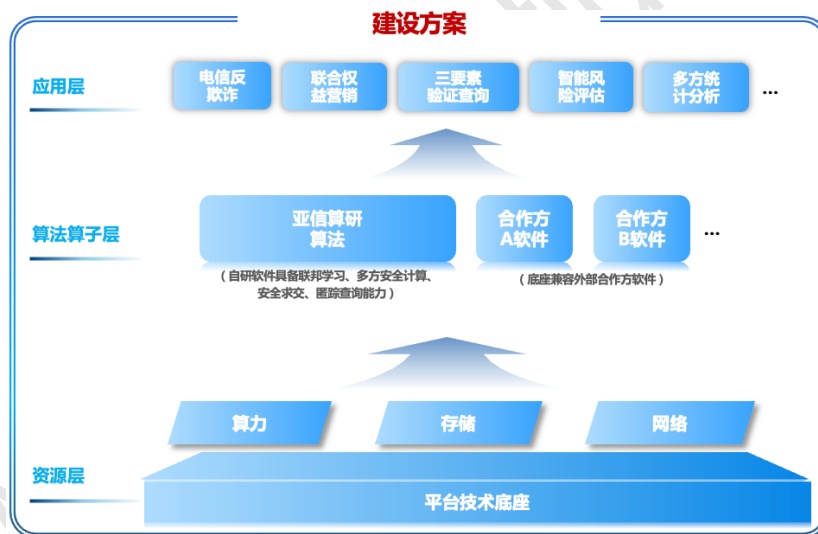 建设方案
应用层
电信反
欺诈
联合权
益营销
三要素
验证查询
智能风
险评估
多方统
计分析
...
算法算子层
亚信算研
算法
合作方
A软件
合作方
B软件
...
(自研软件具备联邦学习、多方安全计算、
安全求交、匿踪查询能力)
(底座兼容外部合作方软件)
算力
存储
网络
资源层
平台技术底座